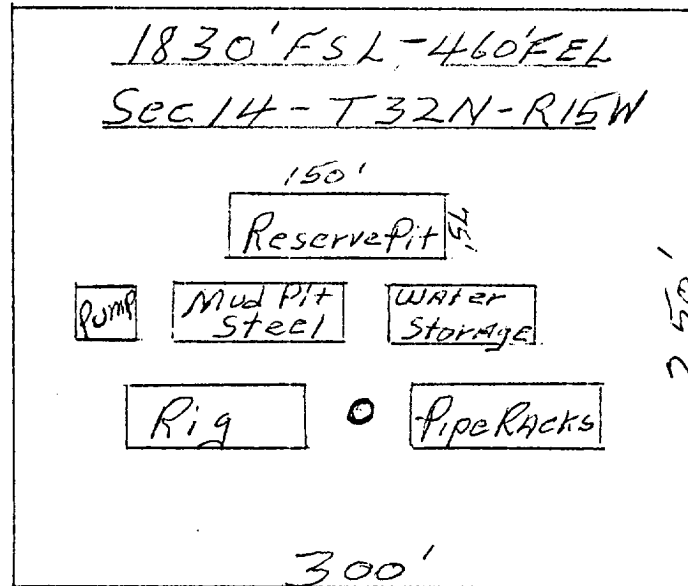 1830' FSL-460'FEL
Sec 14-T32N-R15W
150'
Reserve Pit
75'
Pump
Mud Pit
Steel
Water
Storage
250'
Rig
Pipe Racks
300'